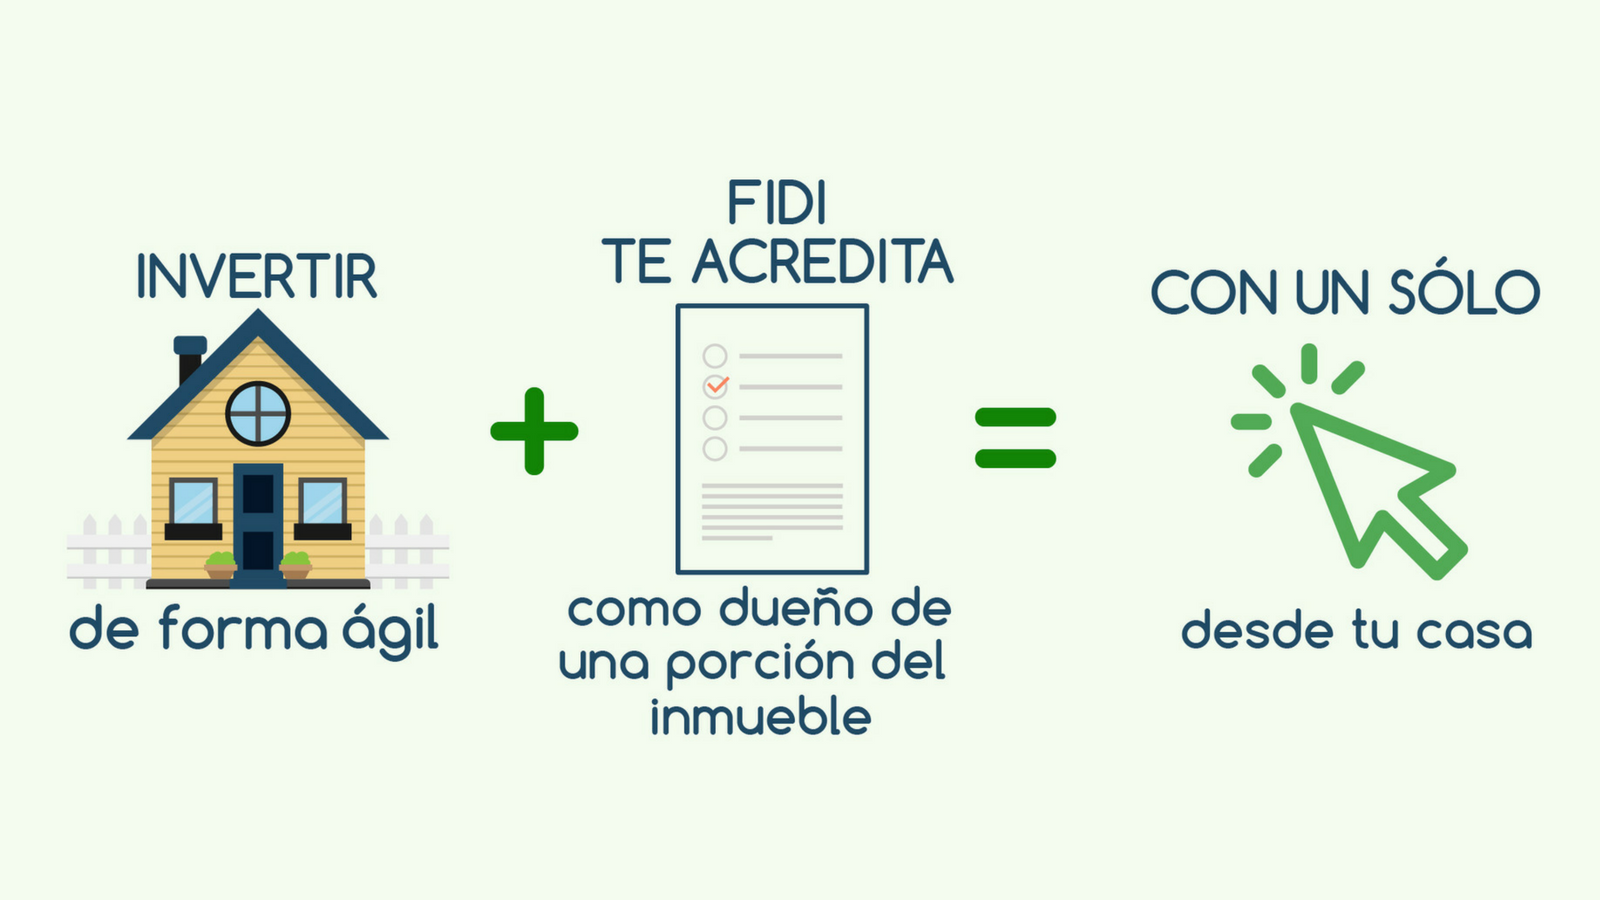 INVERTIR
de forma ágil
FIDI
TE ACREDITA
como dueño de
una porción del
inmueble
CON UN SÓLO
desde tu casa